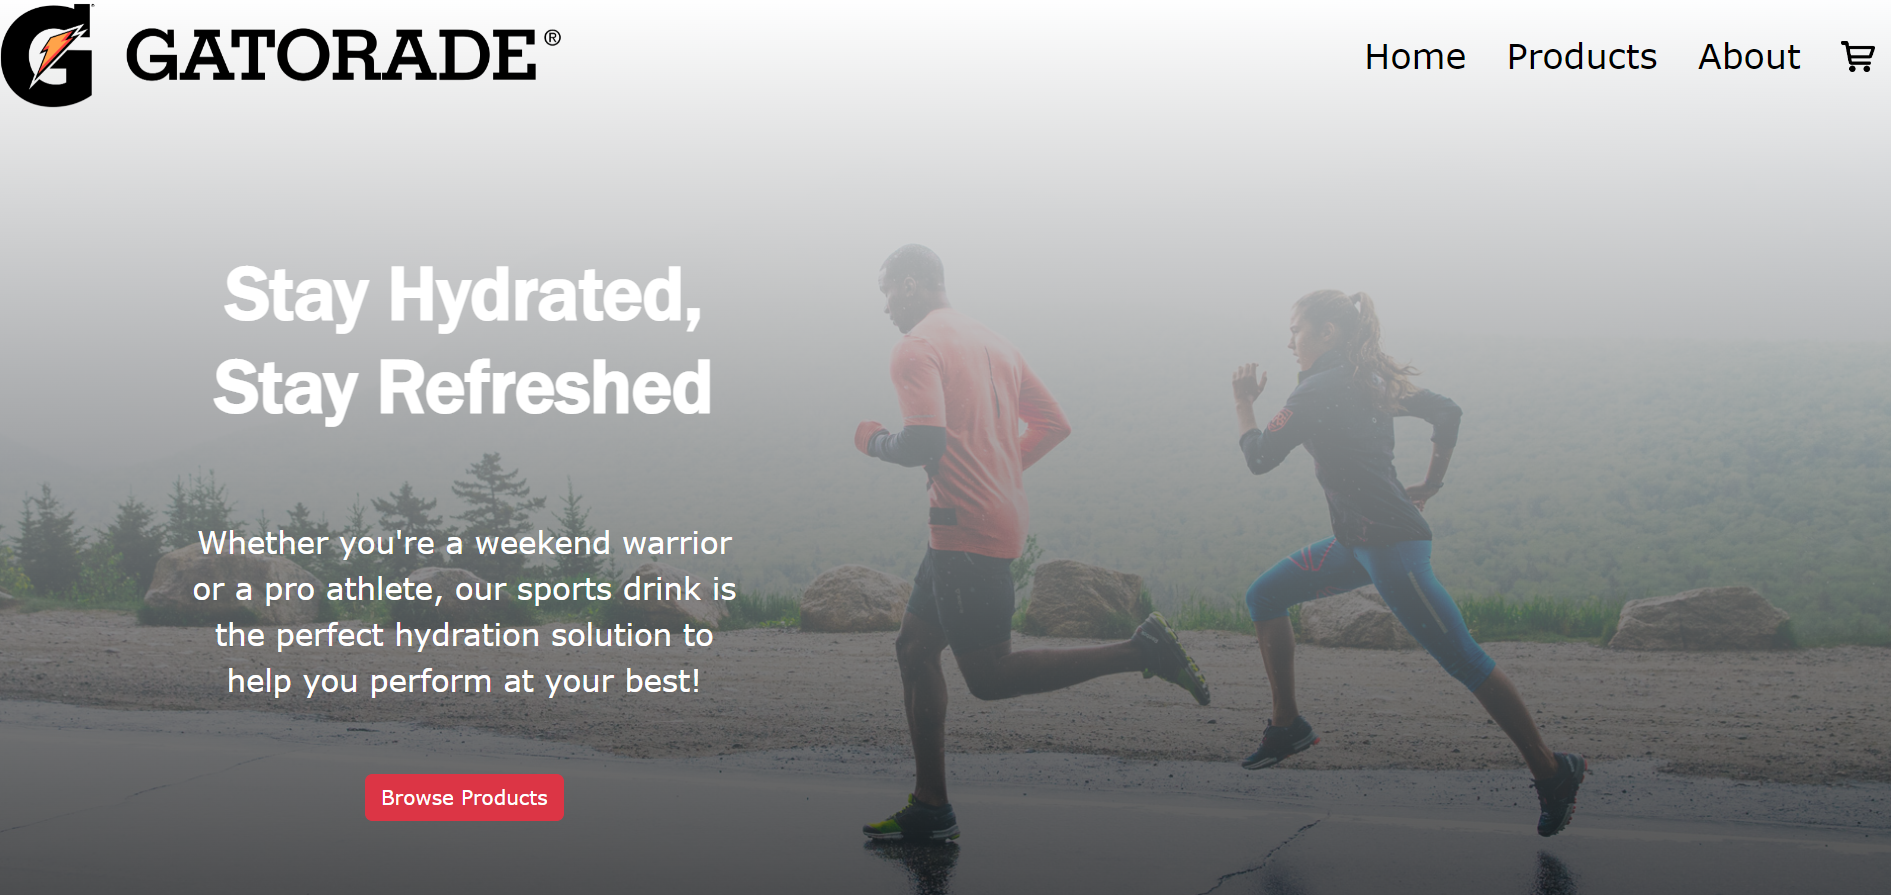 GATORADE®
Home Products About
Stay Hydrated,
Stay Refreshed
Whether you're a weekend warrior
or a pro athlete, our sports drink is
the perfect hydration solution to
help you perform at your best!
Browse Products